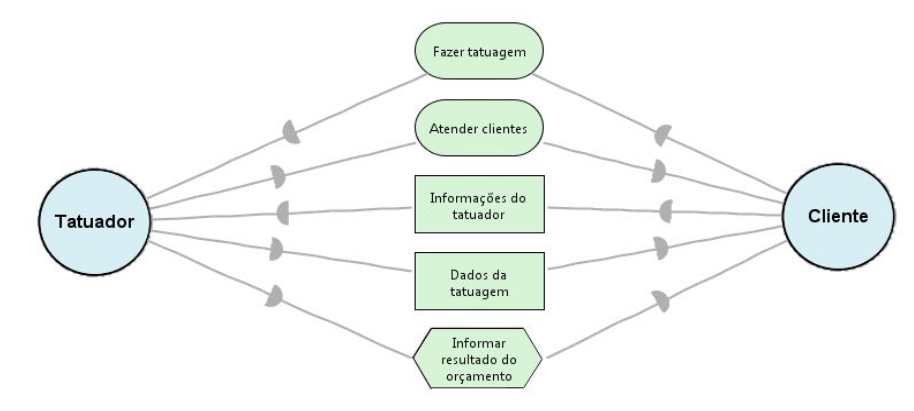 Fazer tatuagem
Atender clientes
Informações do
tatuador
Tatuador
Cliente
Dados da
tatuagem
Informar
resultado do
orçamento